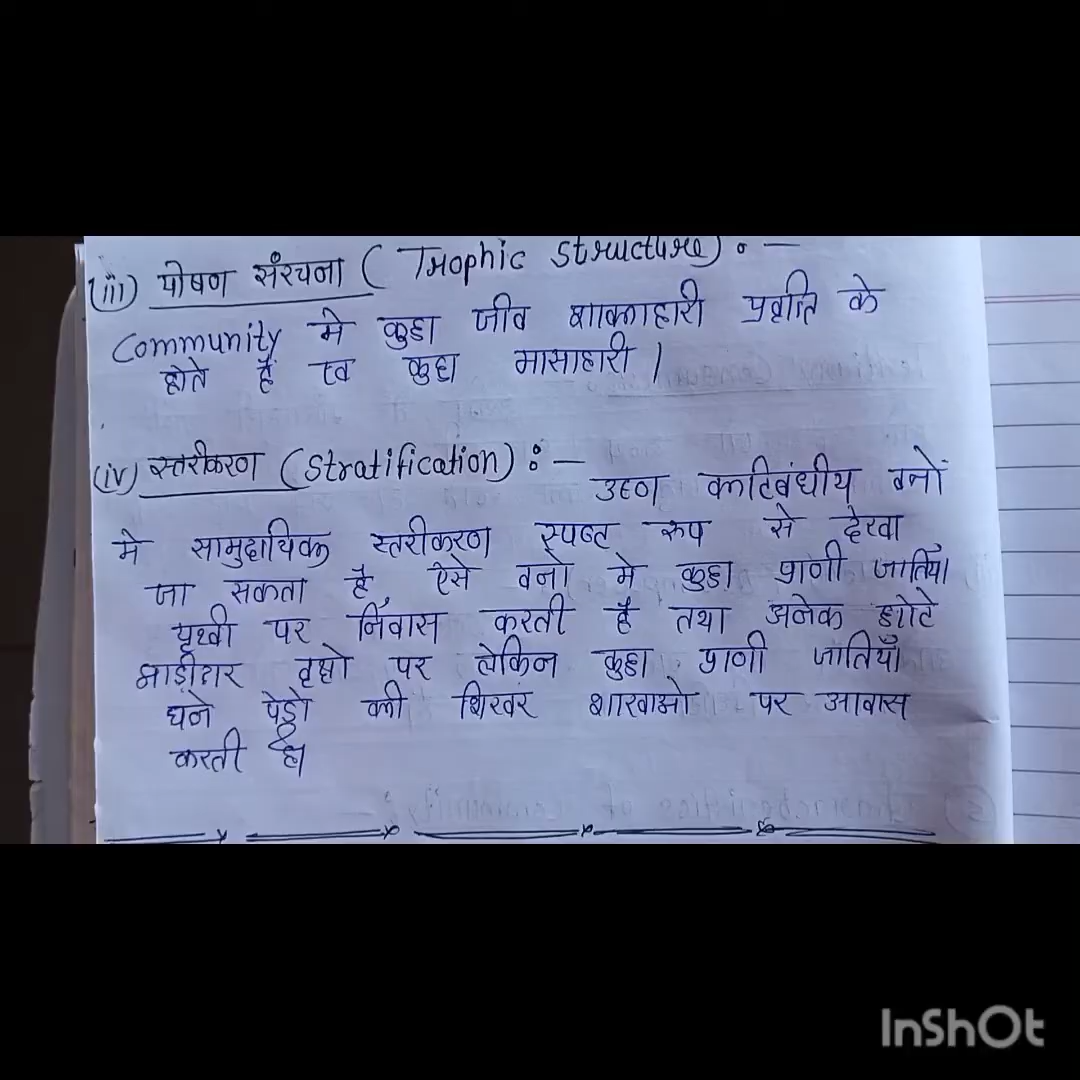 (iii) पोषण संरचना ( Trophic structure) : —
Community मे कुछ जीव शाकाहारी प्रवृत्ति के
होते हैं एव कुछ मासाहारी |
(iv) स्तरीकरण (Stratification) : —
उष्ण कटिबंधीय वनों
मे सामुदायिक स्तरीकरण स्पष्ट रूप से देखा
जा सकता है, ऐसे वनो मे कुछ प्राणी जातियाँ
पृथ्वी पर निवास करती है तथा अनेक छोटे
झाड़ीदार वृक्षो पर लेकिन कुछ प्राणी जातियाँ
घने पेड़ो की शिखर शाखाओ पर आवास
करती है।
InShOt